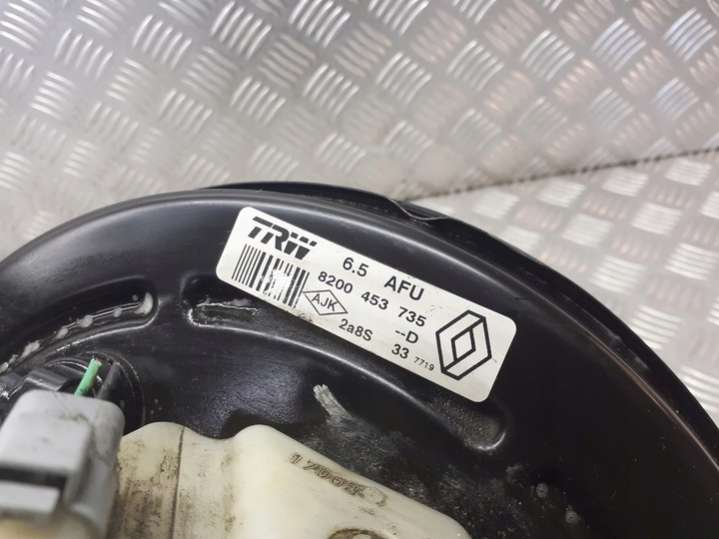 TRW
6.5 AFU
8200 453 735
--D
AJK
2a8S
33 7719